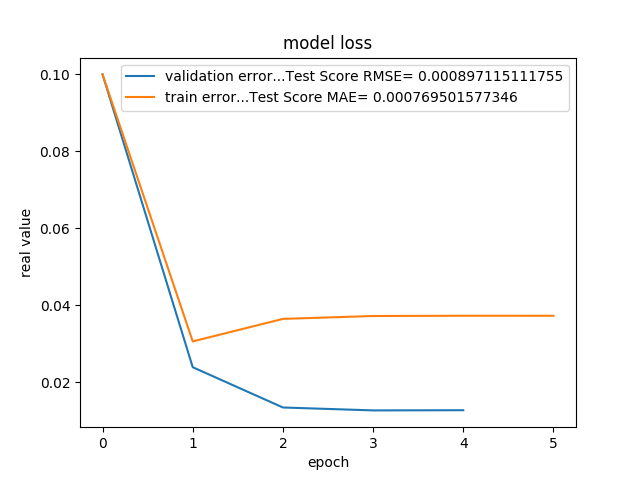 model loss
validation error...Test Score RMSE= 0.000897115111755
train error...Test Score MAE= 0.000769501577346
real value
0.10
0.08
0.06
0.04
0.02
0 1 2 3 4 5
epoch